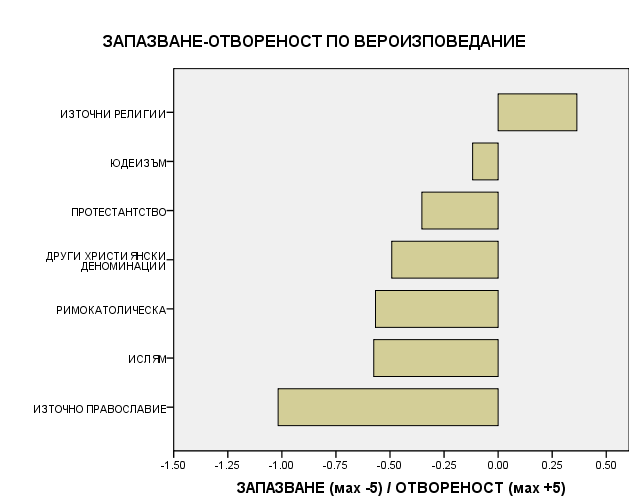 ЗАПАЗВАНЕ-ОТВОРЕНОСТ ПО ВЕРОИЗПОВЕДАНИЕ
ИЗТОЧНИ РЕЛИГИИ
ЮДЕИЗЪМ
ПРОТЕСТАНТСТВО
ДРУГИ ХРИСТИЯНСКИ
ДЕНОМИНАЦИИ
РИМОКАТОЛИЧЕСКА
ИСЛЯМ
ИЗТОЧНО ПРАВОСЛАВИЕ
-1.50 -1.25 -1.00 -0.75 -0.50 -0.25 0.00 0.25 0.50
ЗАПАЗВАНЕ (мах -5) / ОТВОРЕНОСТ (мах +5)